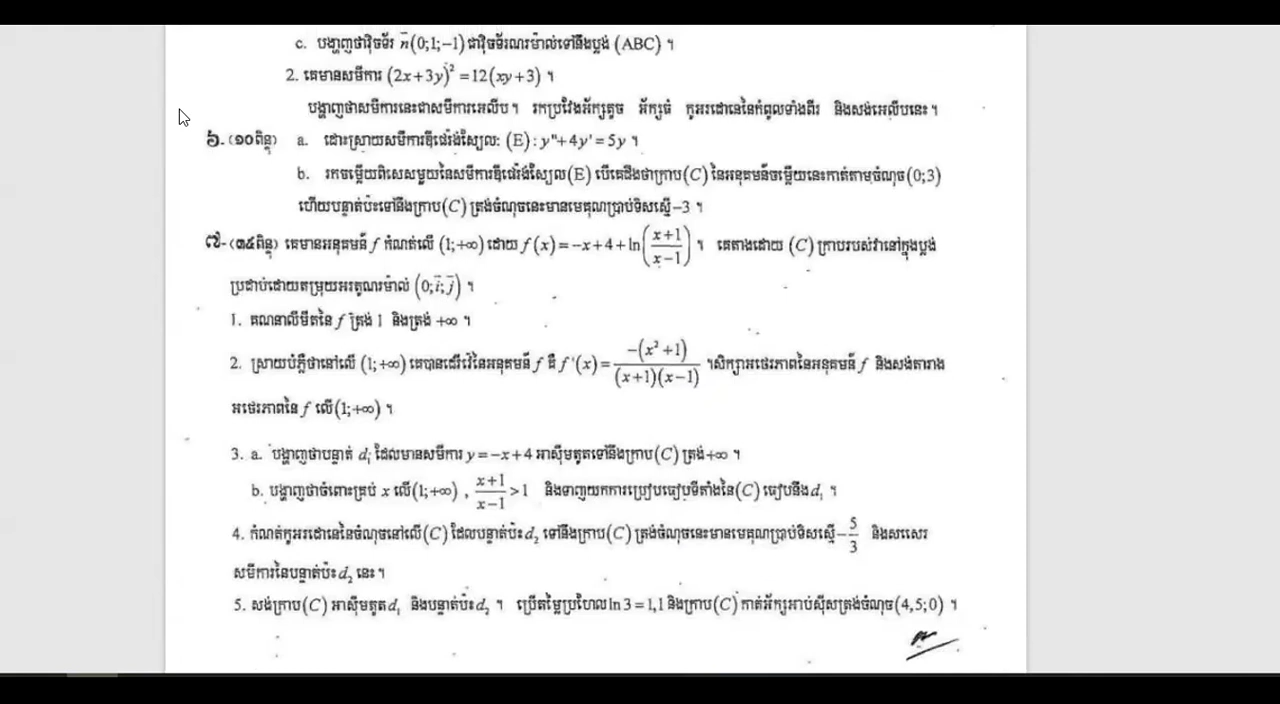 c. បង្ហាញថាវ៉ិចទ័រ n⃗(0;1;−1) ជាវ៉ិចទ័រណរម៉ាល់ទៅនឹងប្លង់ (ABC) ។
2. គេមានសមីការ (2x+3y)² =12(xy+3) ។
បង្ហាញថាសមីការនេះជាសមីការអេលីប។ រកប្រវែងអ័ក្សតូច អ័ក្សធំ កូអរដោនេនៃកំពូលទាំងពីរ និងសង់អេលីបនេះ។
៦-(១០ពិន្ទុ) a. ដោះស្រាយសមីការឌីផេរ៉ង់ស្យែល: (E) : y"+4y'=5y ។
b. រកចម្លើយពិសេសមួយនៃសមីការឌីផេរ៉ង់ស្យែល(E) បើគេដឹងថាក្រាប(C) នៃអនុគមន៍ចម្លើយនេះកាត់តាមចំណុច(0;3)
ហើយបន្ទាត់ប៉ះទៅនឹងក្រាប (C) ត្រង់ចំណុចនេះមានមេគុណប្រាប់ទិសស្មើ−3 ។
៧-(៣៥ពិន្ទុ) គេមានអនុគមន៍ f កំណត់លើ (1;+∞) ដោយ f(x)=−x+4+ln((x+1)/(x−1)) ។ គេតាងដោយ (C) ក្រាបរបស់វានៅក្នុងប្លង់
ប្រដាប់ដោយតម្រុយអរតូណរម៉ាល់ (0;i⃗;j⃗) ។
1. គណនាលីមីតនៃ f ត្រង់ 1 និងត្រង់ +∞ ។
2. ស្រាយបំភ្លឺថានៅលើ (1;+∞) គេបានដេរីវេនៃអនុគមន៍ f គឺ f'(x)=−(x²+1)/((x+1)(x−1)) ។សិក្សាអថេរភាពនៃអនុគមន៍ f និងសង់តារាង
អថេរភាពនៃ f លើ(1;+∞) ។
3. a. បង្ហាញថាបន្ទាត់ d₁ ដែលមានសមីការ y=−x+4 អាស៊ីមតូតទៅនឹងក្រាប(C) ត្រង់+∞ ។
b. បង្ហាញថាចំពោះគ្រប់ x លើ(1;+∞) , (x+1)/(x−1)>1 និងទាញយកការប្រៀបធៀបទីតាំងនៃ(C) ធៀបនឹងd₁ ។
4. កំណត់កូអរដោនេនៃចំណុចនៅលើ(C) ដែលបន្ទាត់ប៉ះd₂ ទៅនឹងក្រាប(C) ត្រង់ចំណុចនេះមានមេគុណប្រាប់ទិសស្មើ−5/3 និងសរសេរ
សមីការនៃបន្ទាត់ប៉ះd₂ នេះ។
5. សង់ក្រាប(C) អាស៊ីមតូតd₁ និងបន្ទាត់ប៉ះd₂ ។ ប្រើតម្លៃប្រហែលln3=1,1 និងក្រាប(C) កាត់អ័ក្សអាប់ស៊ីសត្រង់ចំណុច(4,5;0) ។